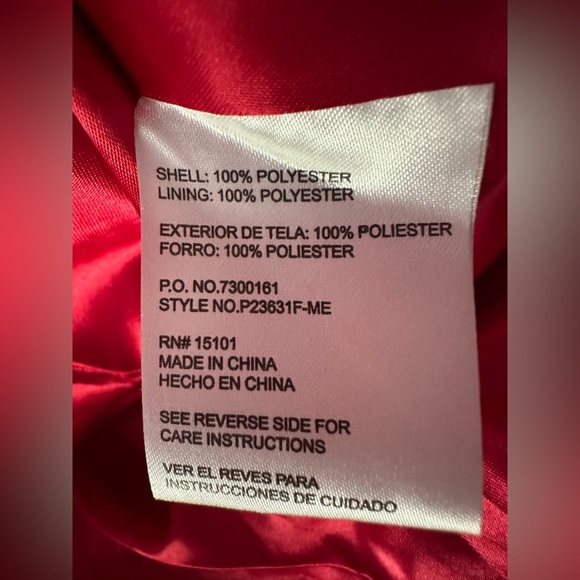 SHELL: 100% POLYESTER
LINING: 100% POLYESTER
EXTERIOR DE TELA: 100% POLIESTER
FORRO: 100% POLIESTER
P.O. NO.7300161
STYLE NO.P23631F-ME
RN# 15101
MADE IN CHINA
HECHO EN CHINA
SEE REVERSE SIDE FOR
CARE INSTRUCTIONS
VER EL REVES PARA
INSTRUCCIONES DE CUIDADO